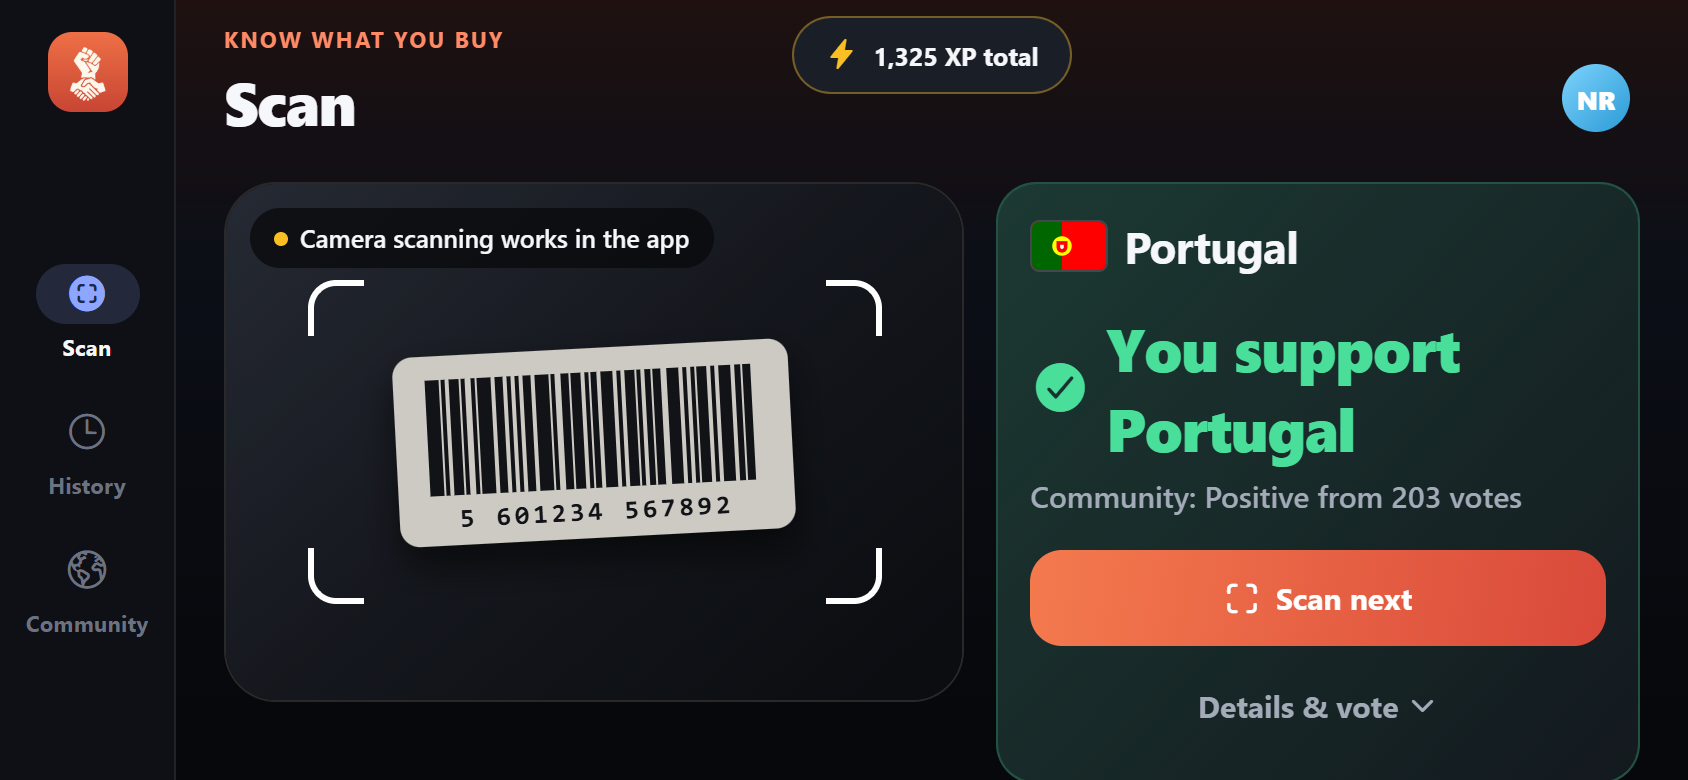 KNOW WHAT YOU BUY
Scan
1,325 XP total
NR
Scan
History
Community
Camera scanning works in the app
5 601234 567892
Portugal
You support
Portugal
Community: Positive from 203 votes
Scan next
Details & vote